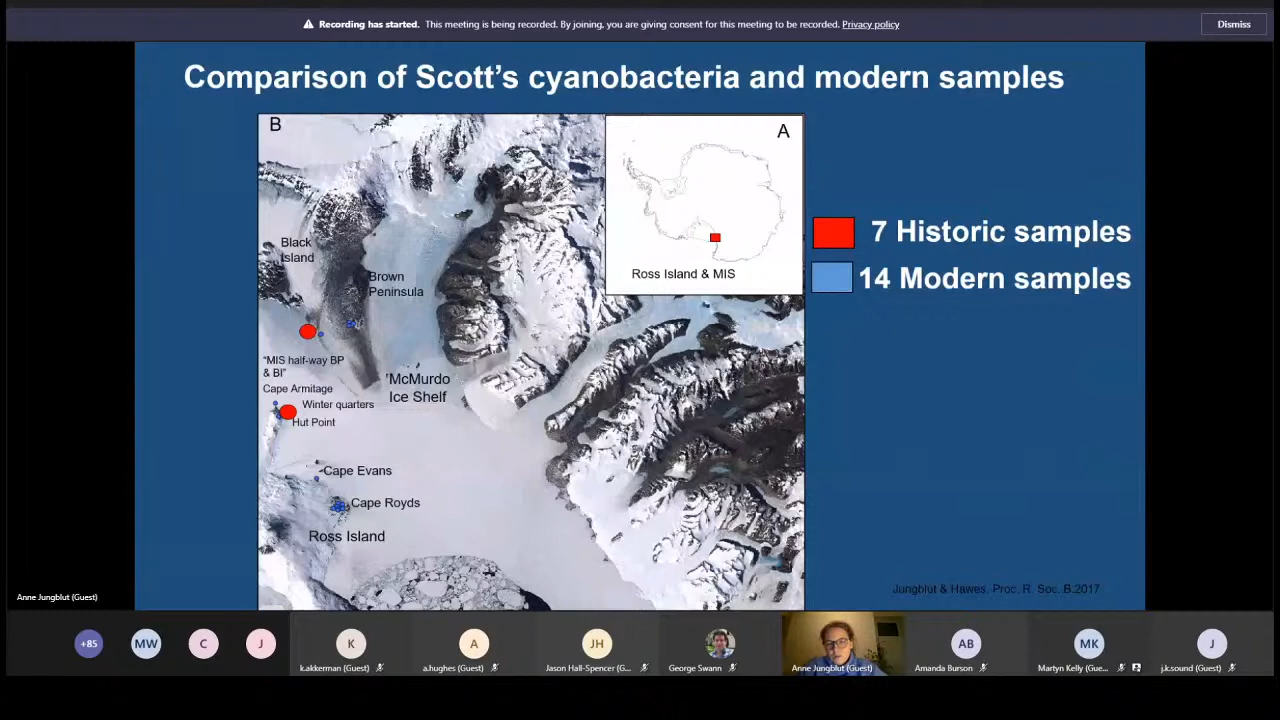 Recording has started. This meeting is being recorded. By joining, you are giving consent for this meeting to be recorded. Privacy policy
Dismiss
Comparison of Scott's cyanobacteria and modern samples
B
A
Ross Island & MIS
7 Historic samples
14 Modern samples
Black
Island
Brown
Peninsula
"MIS half-way BP
& BI"
'McMurdo
Ice Shelf
Cape Armitage
Winter quarters
Hut Point
Cape Evans
Cape Royds
Ross Island
Jungblut & Hawes, Proc, R. Soc. B.2017
Anne Jungblut (Guest)
+85
MW
C
J
K
k.akkerman (Guest)
A
a.hughes (Guest)
JH
Jason Hall-Spencer (G...
George Swann
Anne Jungblut (Guest)
AB
Amanda Burson
MK
Martyn Kelly (Gue...
J
j.k.sound (Guest)